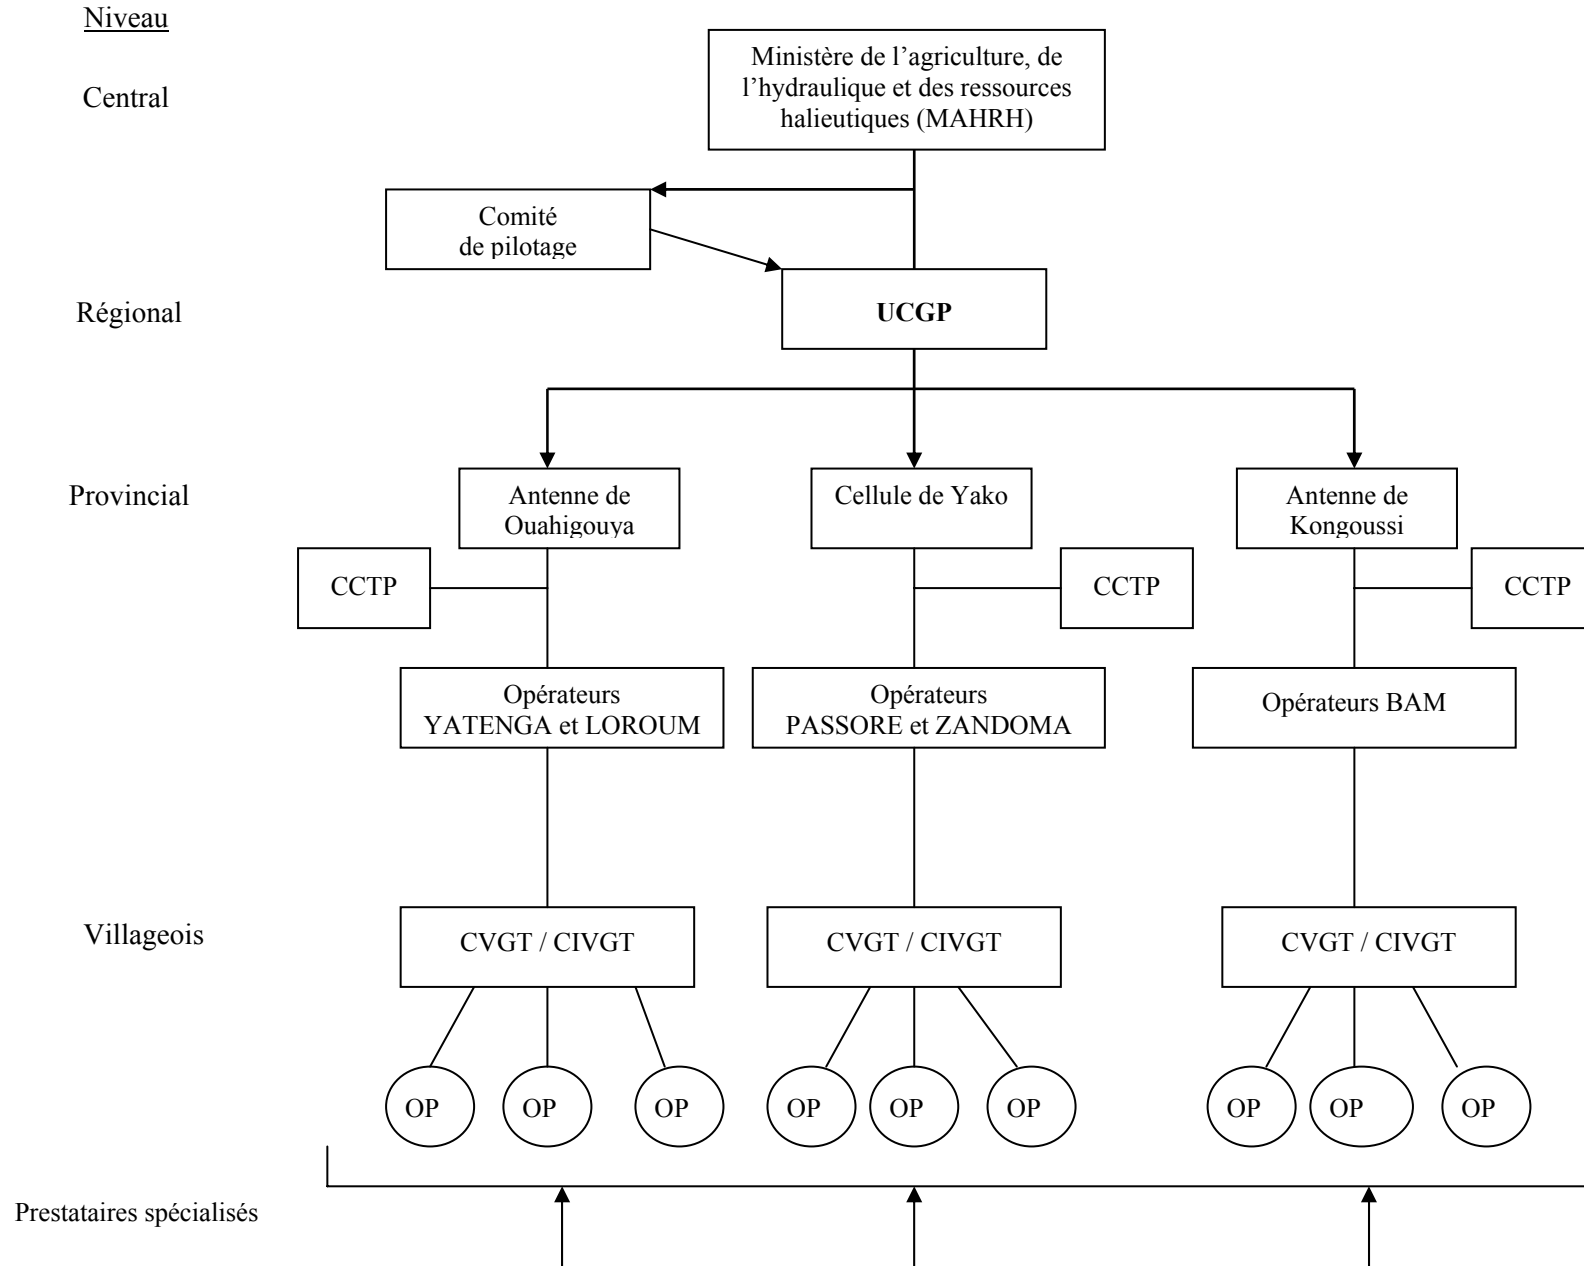 Niveau
Central
Ministère de l’agriculture, de
l’hydraulique et des ressources
halieutiques (MAHRH)
Comité
de pilotage
Régional
UCGP
Provincial
Antenne de
Ouahigouya
Cellule de Yako
Antenne de
Kongoussi
CCTP
CCTP
CCTP
Opérateurs
YATENGA et LOROUM
Opérateurs
PASSORE et ZANDOMA
Opérateurs BAM
Villageois
CVGT / CIVGT
CVGT / CIVGT
CVGT / CIVGT
OP
OP
OP
OP
OP
OP
OP
OP
OP
Prestataires spécialisés